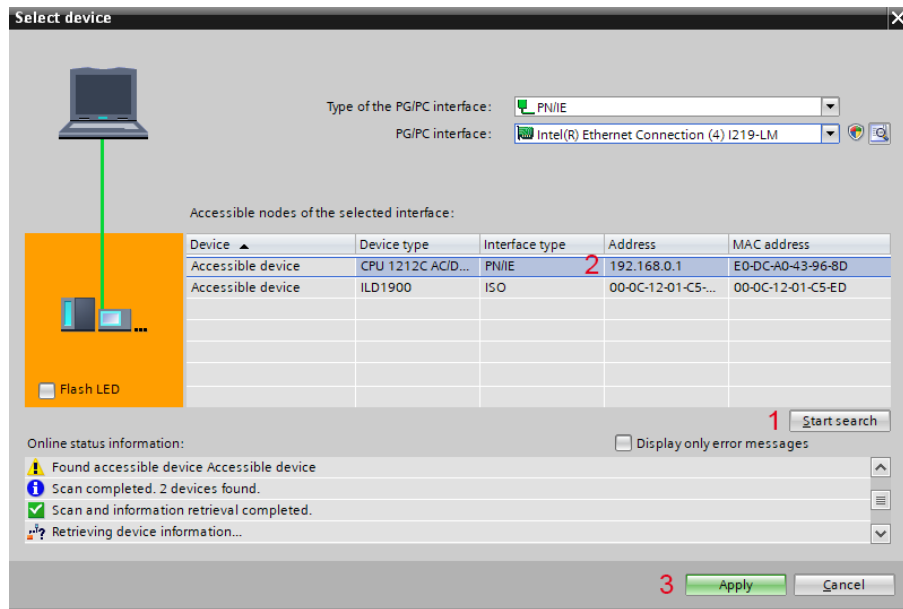 Select device
Type of the PG/PC interface: PN/IE
PG/PC interface: Intel(R) Ethernet Connection (4) I219-LM
Accessible nodes of the selected interface:
Device Device type Interface type Address MAC address
Accessible device CPU 1212C AC/D... PN/IE 2 192.168.0.1 E0-DC-A0-43-96-8D
Accessible device ILD1900 ISO 00-0C-12-01-C5-... 00-0C-12-01-C5-ED
Flash LED
1 Start search
Online status information: Display only error messages
Found accessible device Accessible device
Scan completed. 2 devices found.
Scan and information retrieval completed.
Retrieving device information...
3 Apply Cancel